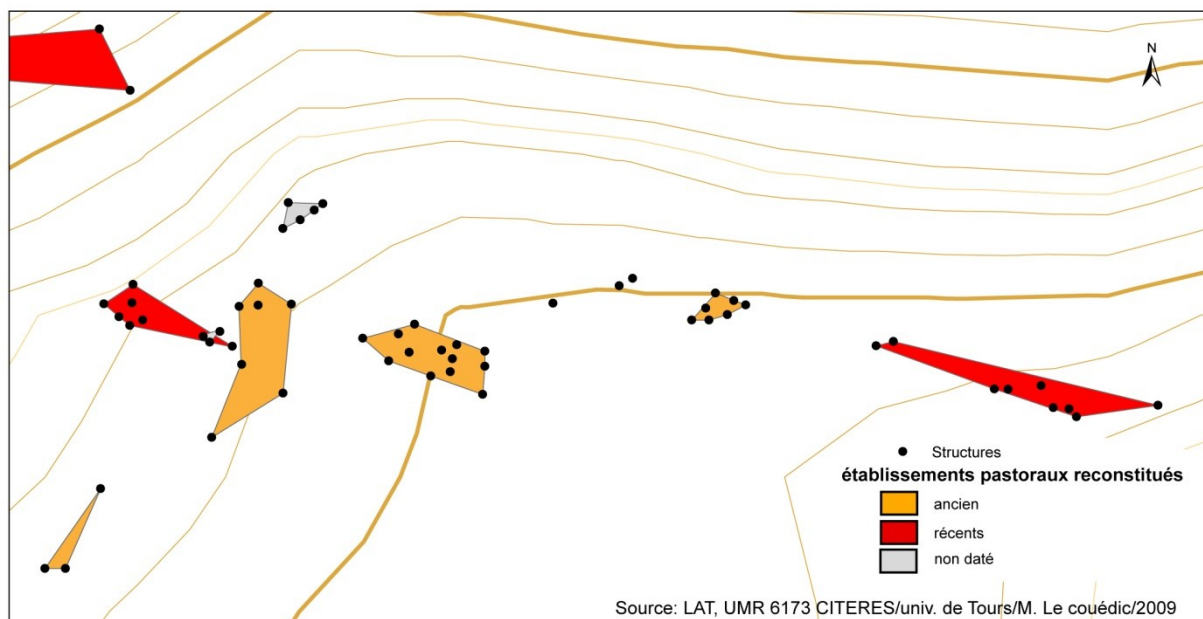 N
Structures
établissements pastoraux reconstitués
ancien
récents
non daté
Source: LAT, UMR 6173 CITERES/univ. de Tours/M. Le couédic/2009